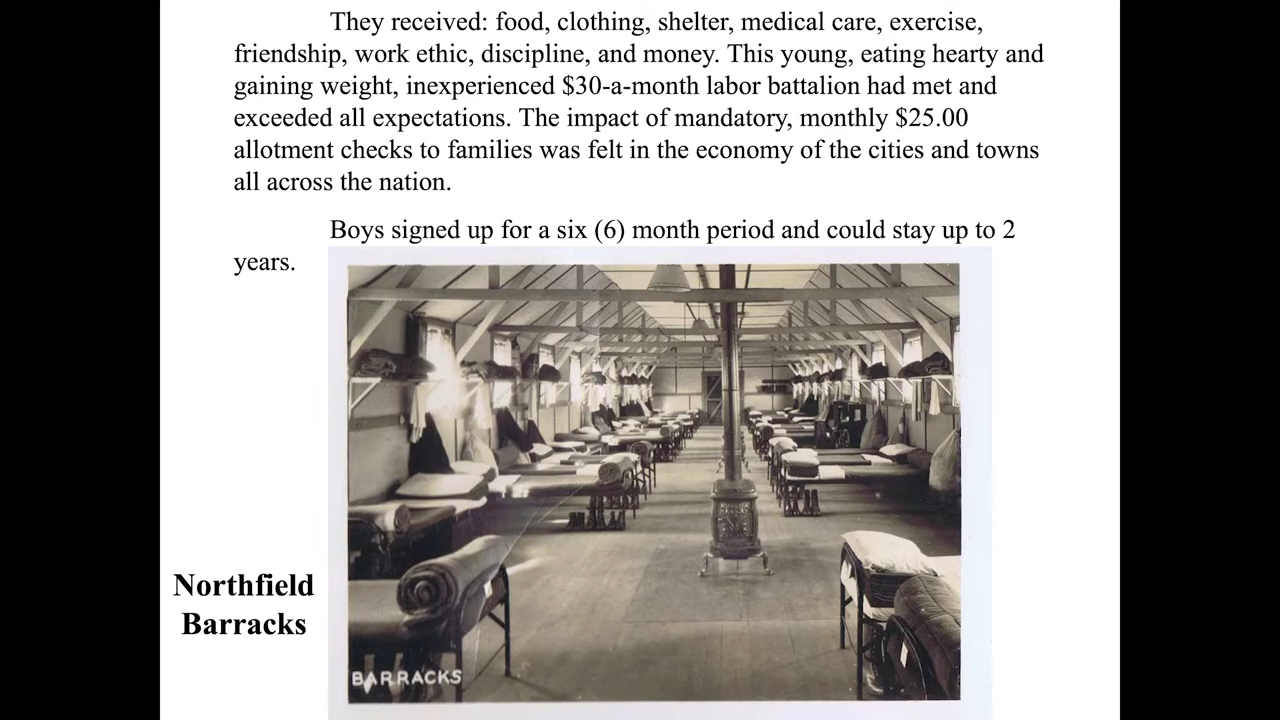 They received: food, clothing, shelter, medical care, exercise,
friendship, work ethic, discipline, and money. This young, eating hearty and
gaining weight, inexperienced $30-a-month labor battalion had met and
exceeded all expectations. The impact of mandatory, monthly $25.00
allotment checks to families was felt in the economy of the cities and towns
all across the nation.
Boys signed up for a six (6) month period and could stay up to 2
years.
Northfield
Barracks
BARRACKS